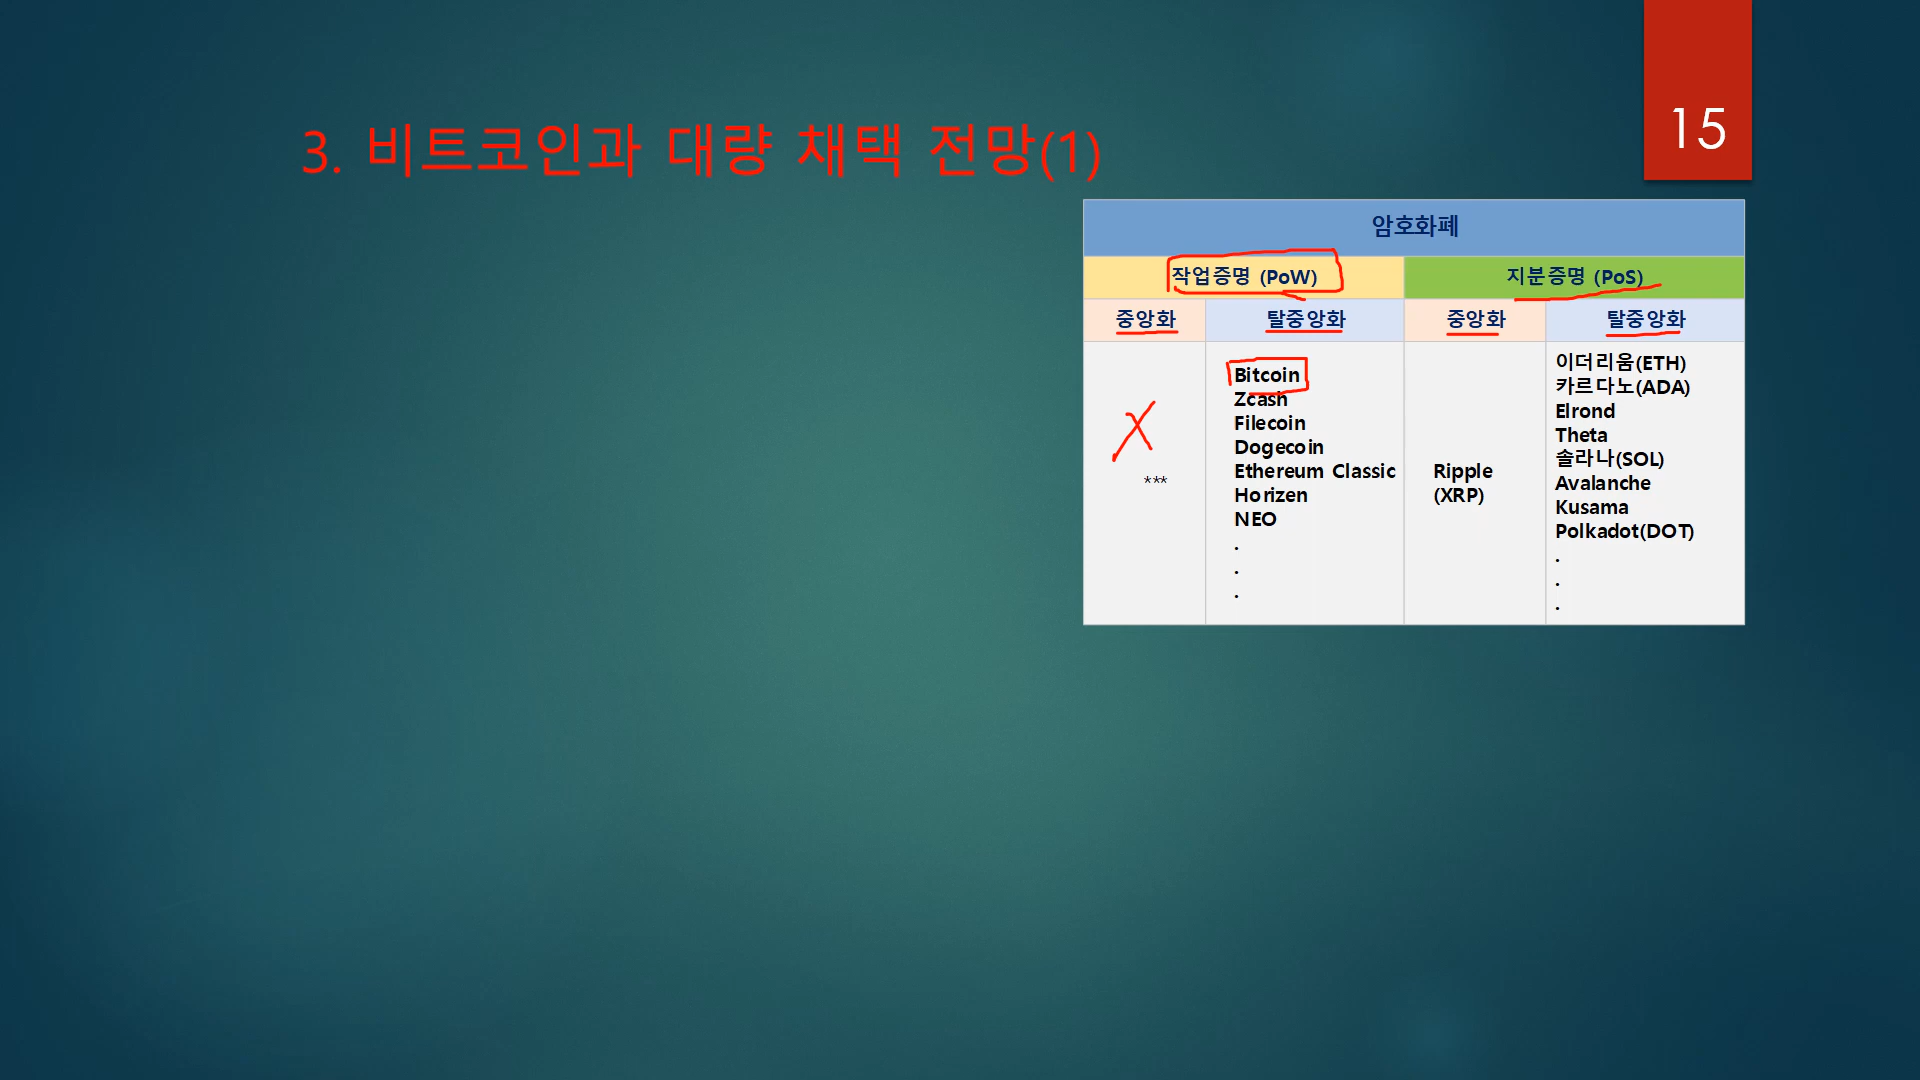 15
3. 비트코인과 대량 채택 전망(1)
암호화폐
작업증명 (PoW)
지분증명 (PoS)
중앙화
탈중앙화
중앙화
탈중앙화
X
***
Bitcoin
Zcash
Filecoin
Dogecoin
Ethereum Classic
Horizen
NEO
.
.
.
Ripple
(XRP)
이더리움(ETH)
카르다노(ADA)
Elrond
Theta
솔라나(SOL)
Avalanche
Kusama
Polkadot(DOT)
.
.
.